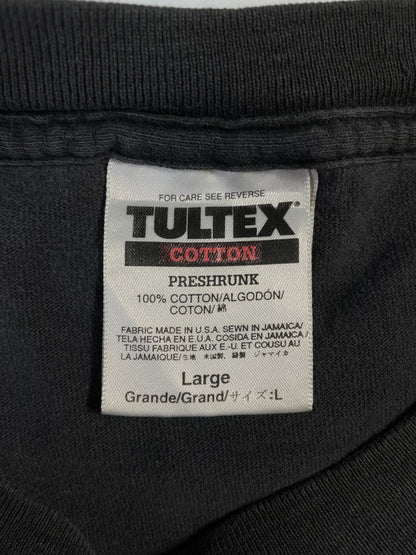 FOR CARE SEE REVERSE
TULTEX®
COTTON
PRESHRUNK
100% COTTON/ALGODÓN/
COTON/綿
FABRIC MADE IN U.S.A. SEWN IN JAMAICA/
TELA HECHA EN E.U.A. COSIDA EN JAMAICA/
TISSU FABRIQUE AUX E.-U. ET COUSU AU
LA JAMAIQUE/生地 米国製, 縫製 ジャマイカ
Large
Grande/Grand/サイズ:L